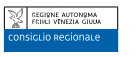 REGIONE AUTONOMA
FRIULI VENEZIA GIULIA
CONSIGLIO REGIONALE